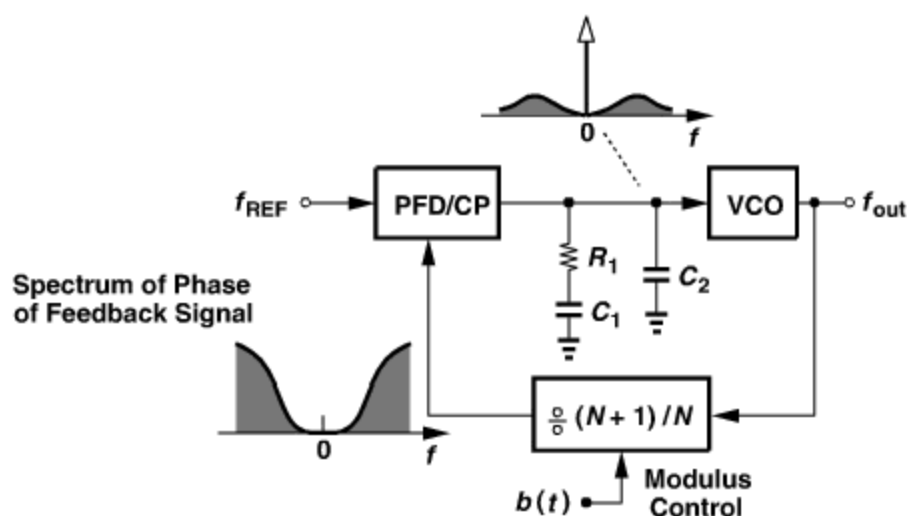 0
f
f_REF
PFD/CP
VCO
f_out
R_1
C_2
C_1
Spectrum of Phase
of Feedback Signal
÷ (N + 1) / N
0
f
Modulus
Control
b(t)